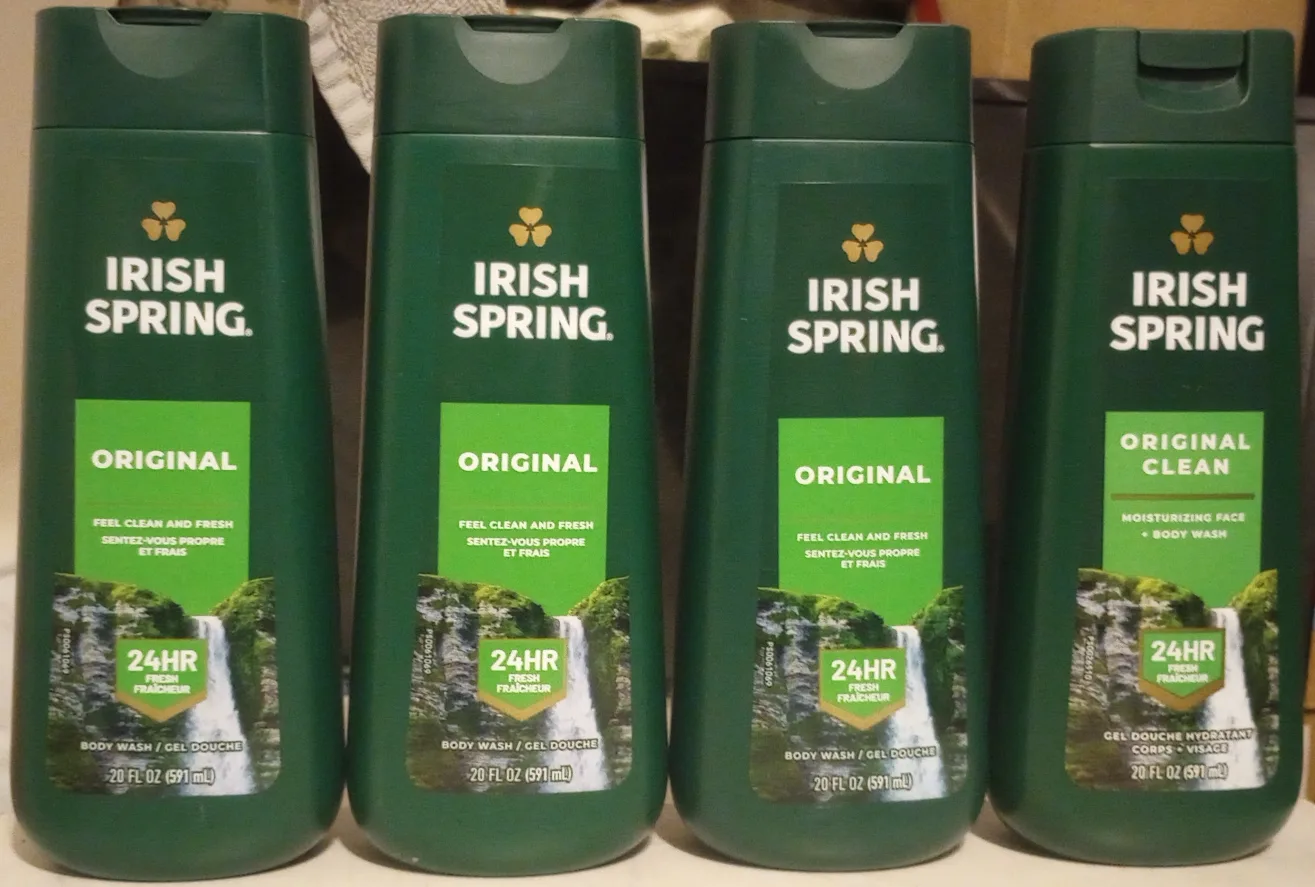 IRISH
SPRING®
ORIGINAL
FEEL CLEAN AND FRESH
SENTEZ-VOUS PROPRE
ET FRAIS
24HR
FRESH
FRAÎCHEUR
BODY WASH / GEL DOUCHE
20 FL OZ (591 mL)
IRISH
SPRING®
ORIGINAL
FEEL CLEAN AND FRESH
SENTEZ-VOUS PROPRE
ET FRAIS
24HR
FRESH
FRAÎCHEUR
BODY WASH / GEL DOUCHE
20 FL OZ (591 mL)
IRISH
SPRING®
ORIGINAL
FEEL CLEAN AND FRESH
SENTEZ-VOUS PROPRE
ET FRAIS
24HR
FRESH
FRAÎCHEUR
BODY WASH / GEL DOUCHE
20 FL OZ (591 mL)
IRISH
SPRING
ORIGINAL
CLEAN
MOISTURIZING FACE
+ BODY WASH
24HR
FRESH
FRAÎCHEUR
GEL DOUCHE HYDRATANT
CORPS + VISAGE
20 FL OZ (591 mL)